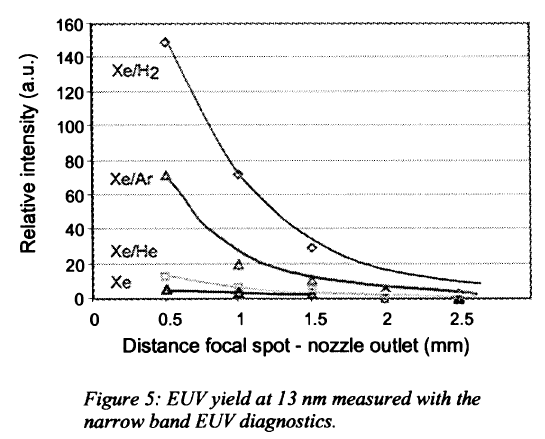 160
140
120
100
80
60
40
20
0
Relative intensity (a.u.)
Xe/H2
Xe/Ar
Xe/He
Xe
0 0.5 1 1.5 2 2.5
Distance focal spot - nozzle outlet (mm)
Figure 5: EUV yield at 13 nm measured with the
narrow band EUV diagnostics.